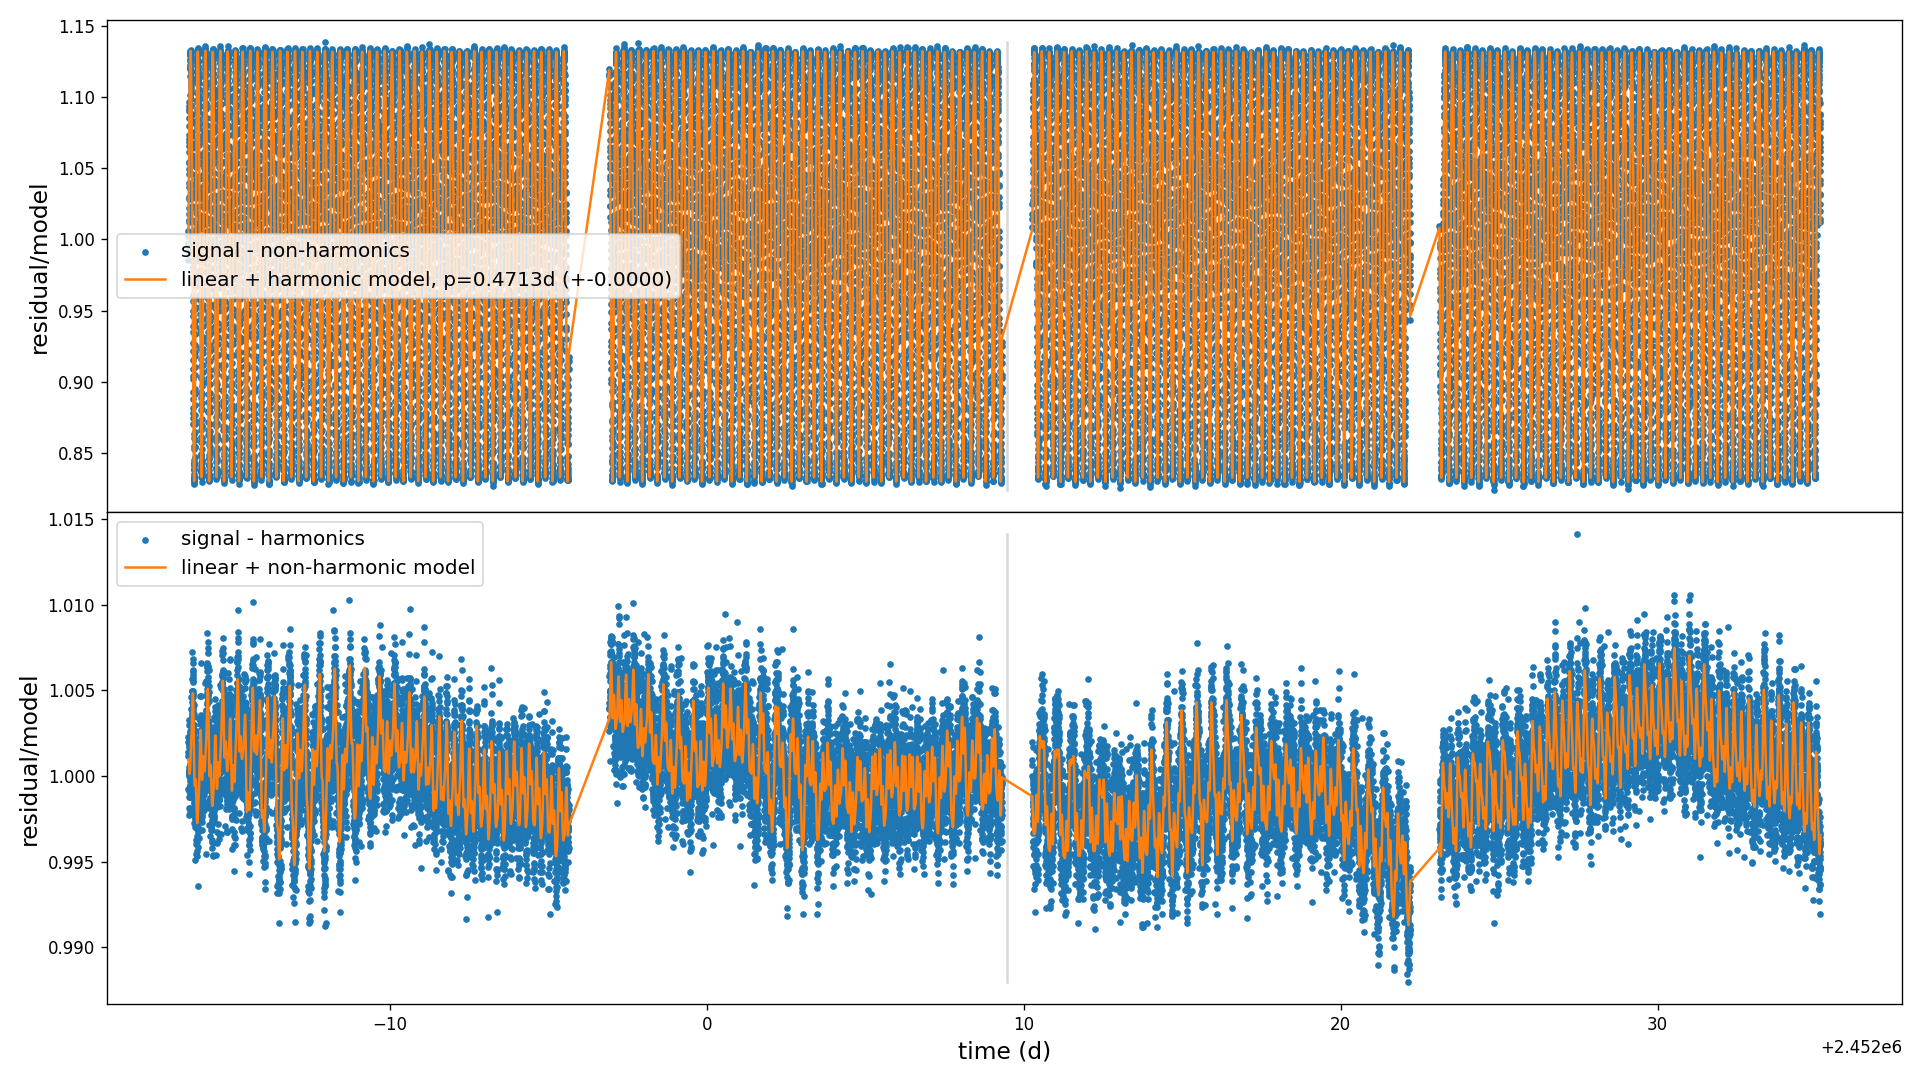 1.15
1.10
1.05
1.00
0.95
0.90
0.85
residual/model
signal - non-harmonics
linear + harmonic model, p=0.4713d (+-0.0000)
1.015
1.010
1.005
1.000
0.995
0.990
residual/model
signal - harmonics
linear + non-harmonic model
−10
0
10
20
30
time (d)
+2.452e6